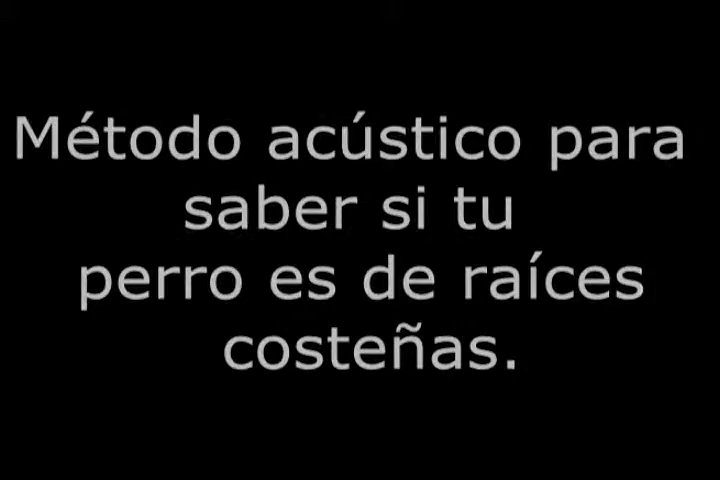 Método acústico para
saber si tu
perro es de raíces
costeñas.